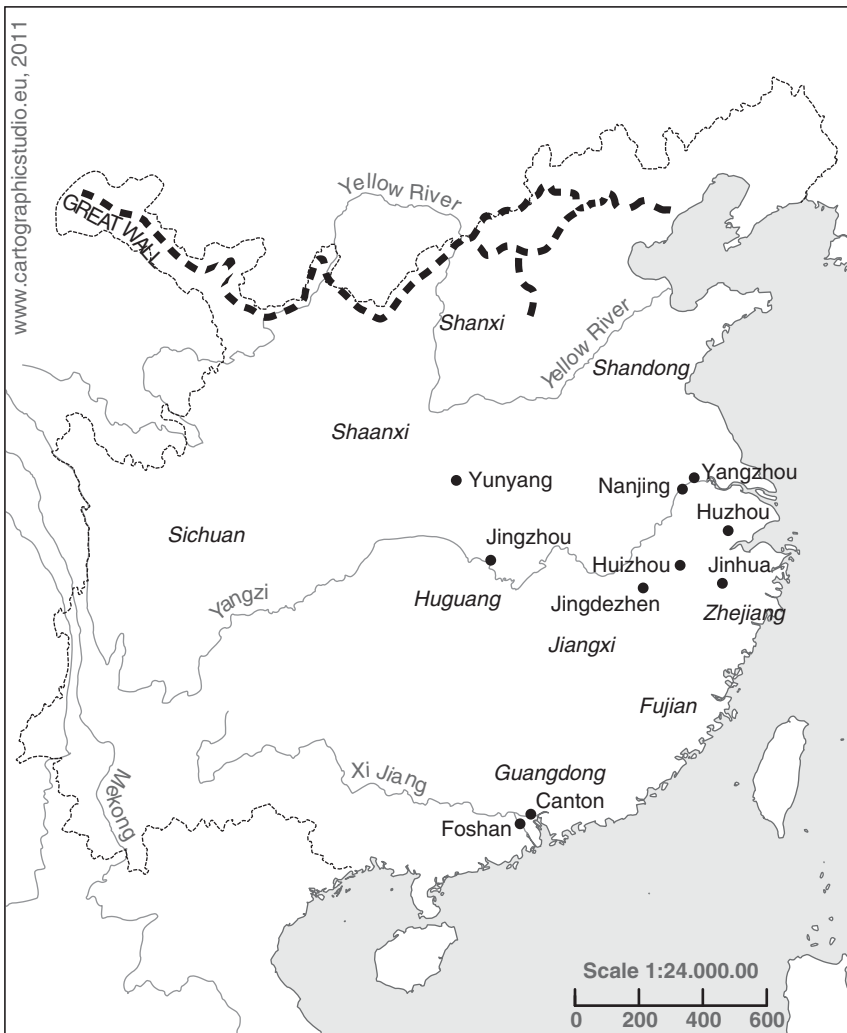 www.cartographicstudio.eu, 2011
Yellow River
GREAT WALL
Shanxi
Yellow River
Shandong
Shaanxi
Yunyang
Yangzhou
Nanjing
Huzhou
Sichuan
Jingzhou
Huizhou
Jinhua
Yangzi
Huguang
Jingdezhen
Zhejiang
Jiangxi
Fujian
Xi Jiang
Guangdong
Mekong
Canton
Foshan
Scale 1:24.000.00
0 200 400 600